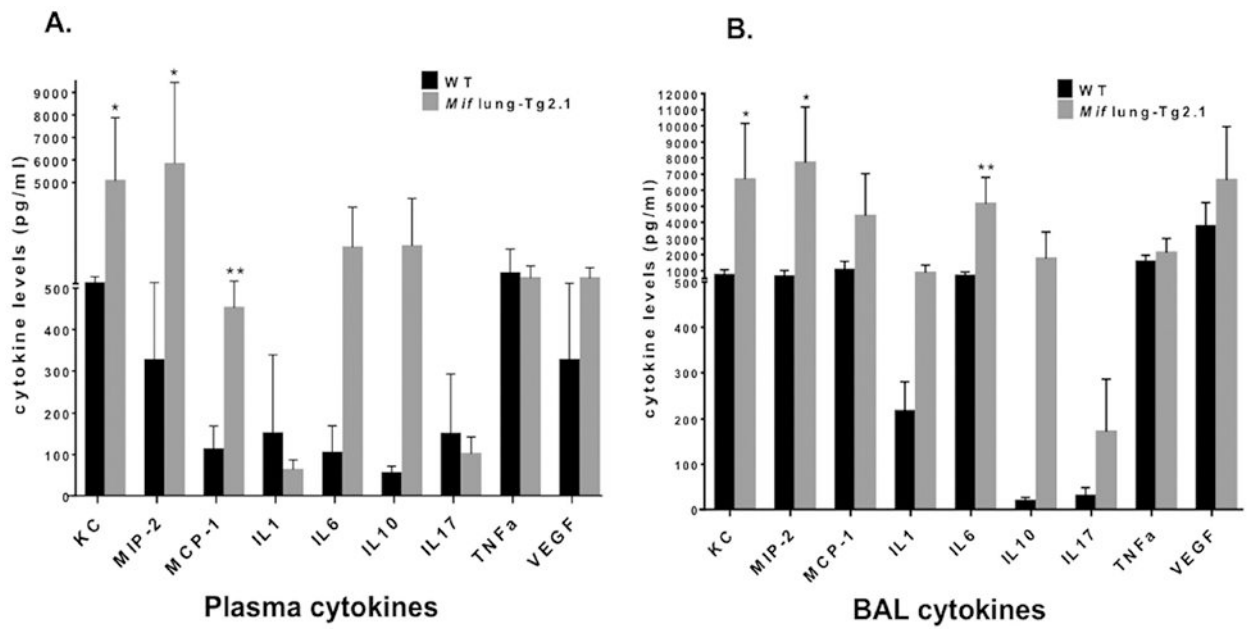 A.
* *
WT
Mif lung-Tg2.1
9000
8000
7000
6000
5000
**
500
400
300
200
100
0
cytokine levels (pg/ml)
KC MIP-2 MCP-1 IL1 IL6 IL10 IL17 TNFa VEGF
Plasma cytokines
B.
WT
Mif lung-Tg2.1
12000
11000
10000
9000
8000
7000
6000
5000
4000
3000
2000
1000
500
400
300
200
100
0
* * **
cytokine levels (pg/ml)
KC MIP-2 MCP-1 IL1 IL6 IL10 IL17 TNFa VEGF
BAL cytokines